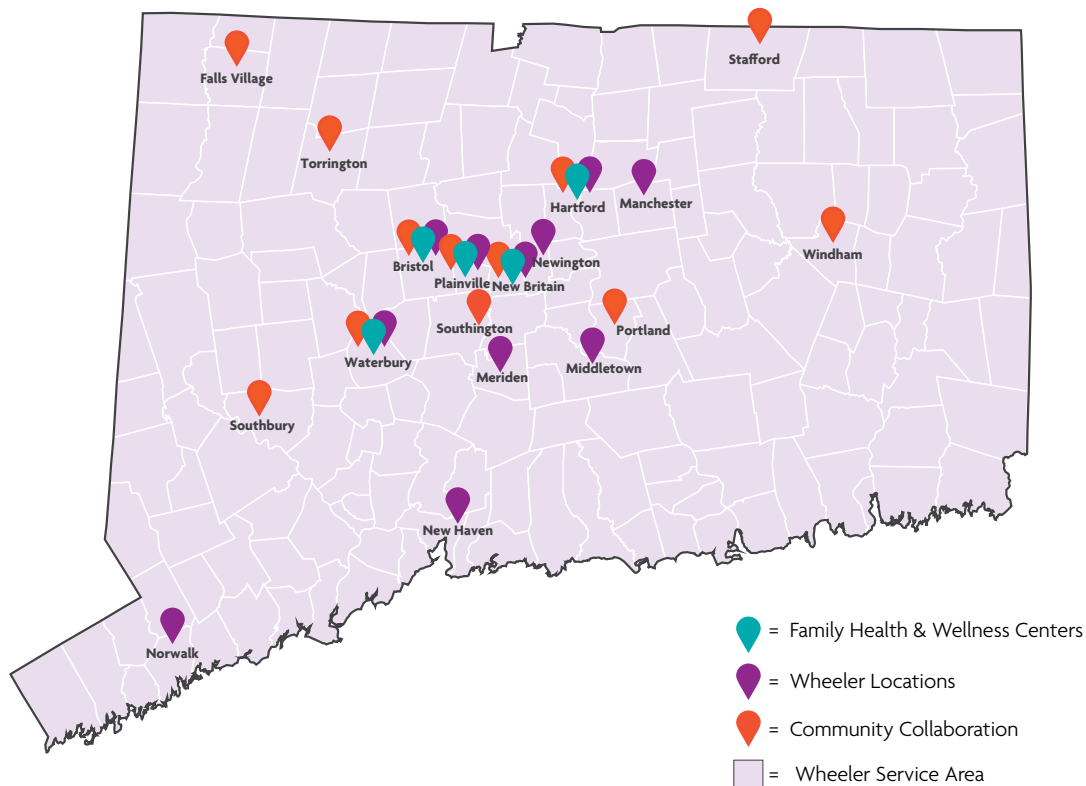 Stafford
Falls Village
Torrington
Hartford
Manchester
Windham
Bristol
Newington
Plainville
New Britain
Southington
Portland
Waterbury
Middletown
Meriden
Southbury
New Haven
Norwalk
= Family Health & Wellness Centers
= Wheeler Locations
= Community Collaboration
= Wheeler Service Area